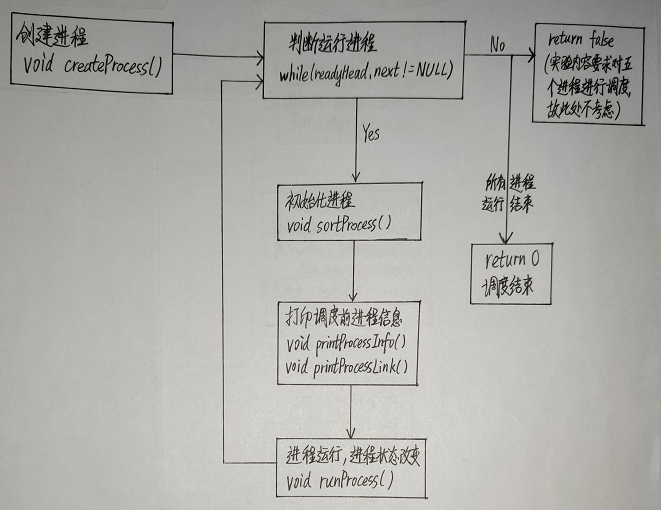 创建进程
void createProcess()
判断运行进程
while(readyHead.next!=NULL)
No
return false
(实验内容要求对五
个进程进行调度,
故此处不考虑)
Yes
所有进程
运行结束
return 0
调度结束
初始化进程
void sortProcess()
打印调度前进程信息
void printProcessInfo()
void printProcessLink()
进程运行,进程状态改变
void runProcess()